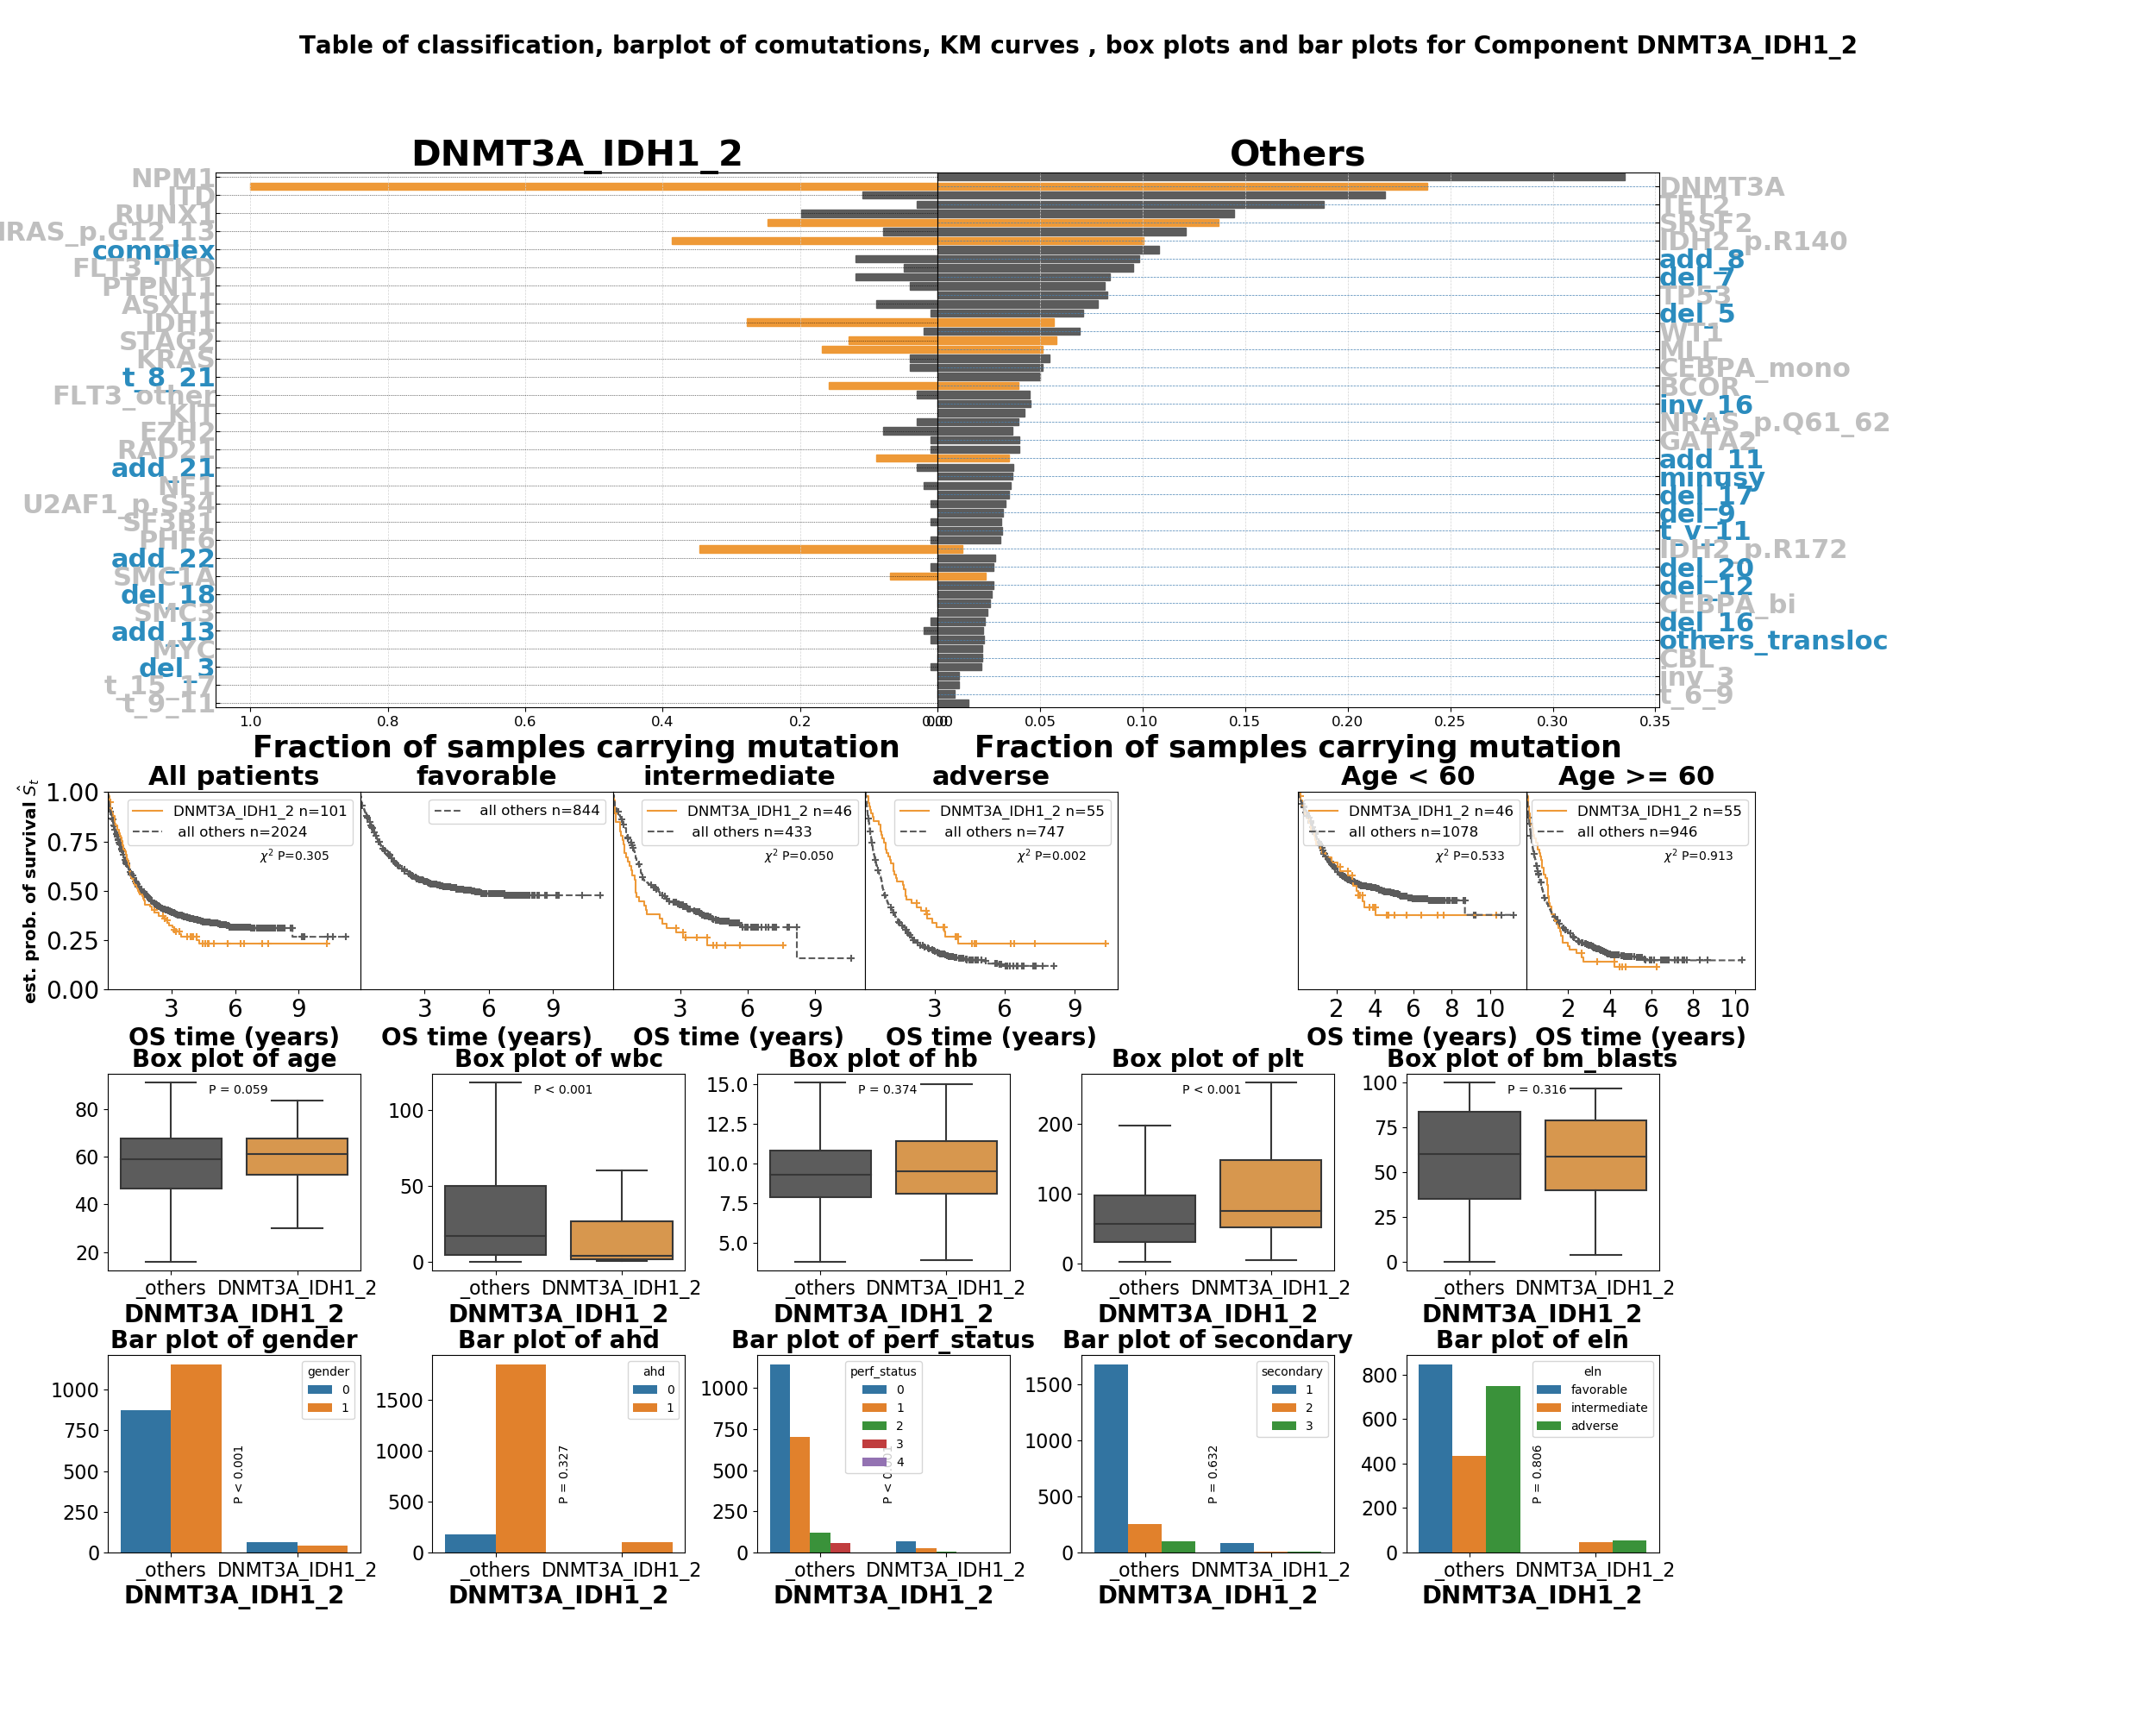 Table of classification, barplot of comutations, KM curves , box plots and bar plots for Component DNMT3A_IDH1_2
DNMT3A_IDH1_2
Others
NPM1
ITD
RUNX1
NRAS_p.G12_13
complex
FLT3_TKD
PTPN11
ASXL1
IDH1
STAG2
KRAS
t_8_21
FLT3_other
KIT
EZH2
RAD21
add_21
NF1
U2AF1_p.S34
SF3B1
PHF6
add_22
SMC1A
del_18
SMC3
add_13
MYC
del_3
t_15_17
t_9_11
DNMT3A
TET2
SRSF2
IDH2_p.R140
add_8
del_7
TP53
del_5
WT1
MLL
CEBPA_mono
BCOR
inv_16
NRAS_p.Q61_62
GATA2
add_11
minusy
del_17
del_9
t_v_11
IDH2_p.R172
del_20
del_12
CEBPA_bi
del_16
others_transloc
CBL
inv_3
t_6_9
1.0 0.8 0.6 0.4 0.2 0.0
0.00 0.05 0.10 0.15 0.20 0.25 0.30 0.35
Fraction of samples carrying mutation
Fraction of samples carrying mutation
All patients
favorable
intermediate
adverse
Age < 60
Age >= 60
est. prob. of survival Ŝt
1.00
0.75
0.50
0.25
0.00
DNMT3A_IDH1_2 n=101
all others n=2024
χ² P=0.305
3 6 9
OS time (years)
all others n=844
3 6 9
OS time (years)
DNMT3A_IDH1_2 n=46
all others n=433
χ² P=0.050
3 6 9
OS time (years)
DNMT3A_IDH1_2 n=55
all others n=747
χ² P=0.002
3 6 9
OS time (years)
DNMT3A_IDH1_2 n=46
all others n=1078
χ² P=0.533
2 4 6 8 10
OS time (years)
DNMT3A_IDH1_2 n=55
all others n=946
χ² P=0.913
2 4 6 8 10
OS time (years)
Box plot of age
P = 0.059
80
60
40
20
_others DNMT3A_IDH1_2
DNMT3A_IDH1_2
Box plot of wbc
P < 0.001
100
50
0
_others DNMT3A_IDH1_2
DNMT3A_IDH1_2
Box plot of hb
P = 0.374
15.0
12.5
10.0
7.5
5.0
_others DNMT3A_IDH1_2
DNMT3A_IDH1_2
Box plot of plt
P < 0.001
200
100
0
_others DNMT3A_IDH1_2
DNMT3A_IDH1_2
Box plot of bm_blasts
P = 0.316
100
75
50
25
0
_others DNMT3A_IDH1_2
DNMT3A_IDH1_2
Bar plot of gender
gender
0
1
P < 0.001
1000
750
500
250
0
_others DNMT3A_IDH1_2
DNMT3A_IDH1_2
Bar plot of ahd
ahd
0
1
P = 0.327
1500
1000
500
0
_others DNMT3A_IDH1_2
DNMT3A_IDH1_2
Bar plot of perf_status
perf_status
0
1
2
3
4
P < 0.001
1000
750
500
250
0
_others DNMT3A_IDH1_2
DNMT3A_IDH1_2
Bar plot of secondary
secondary
1
2
3
P = 0.632
1500
1000
500
0
_others DNMT3A_IDH1_2
DNMT3A_IDH1_2
Bar plot of eln
eln
favorable
intermediate
adverse
P = 0.806
800
600
400
200
0
_others DNMT3A_IDH1_2
DNMT3A_IDH1_2